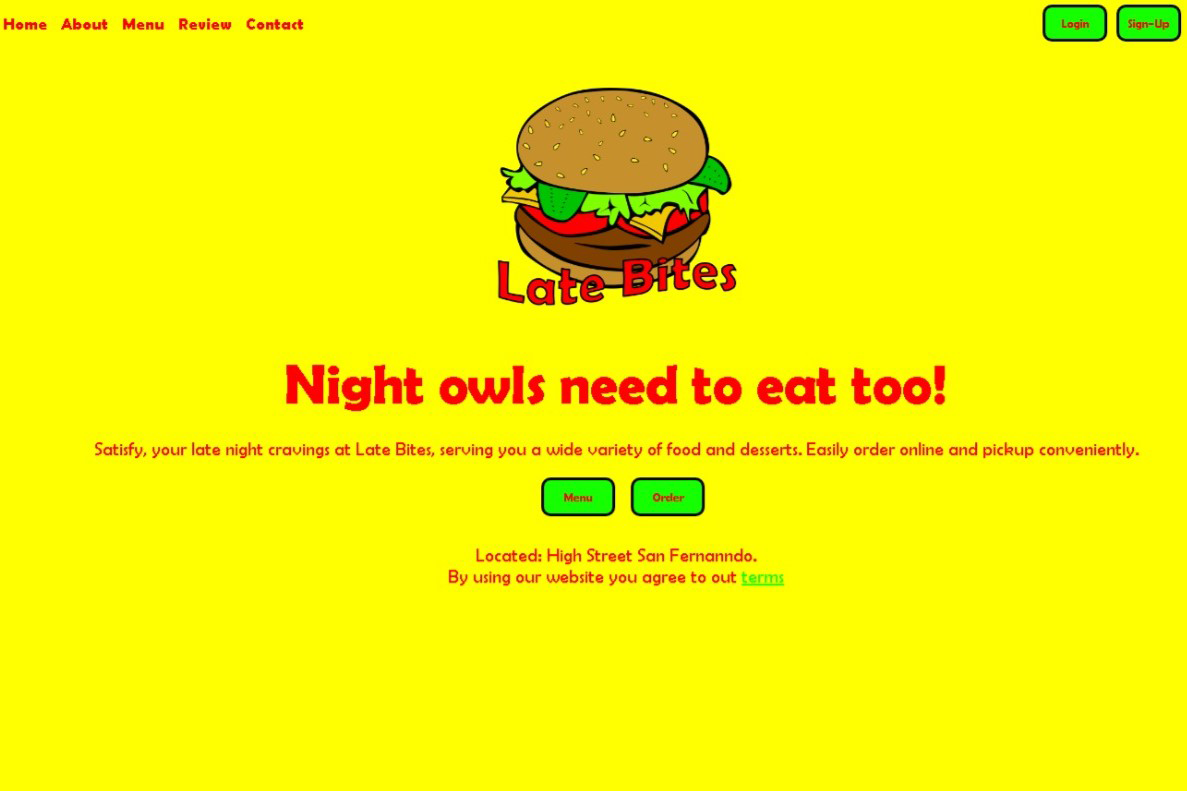 Home About Menu Review Contact
Login Sign-Up
Late Bites
Night owls need to eat too!
Satisfy, your late night cravings at Late Bites, serving you a wide variety of food and desserts. Easily order online and pickup conveniently.
Menu Order
Located: High Street San Fernanndo.
By using our website you agree to out terms